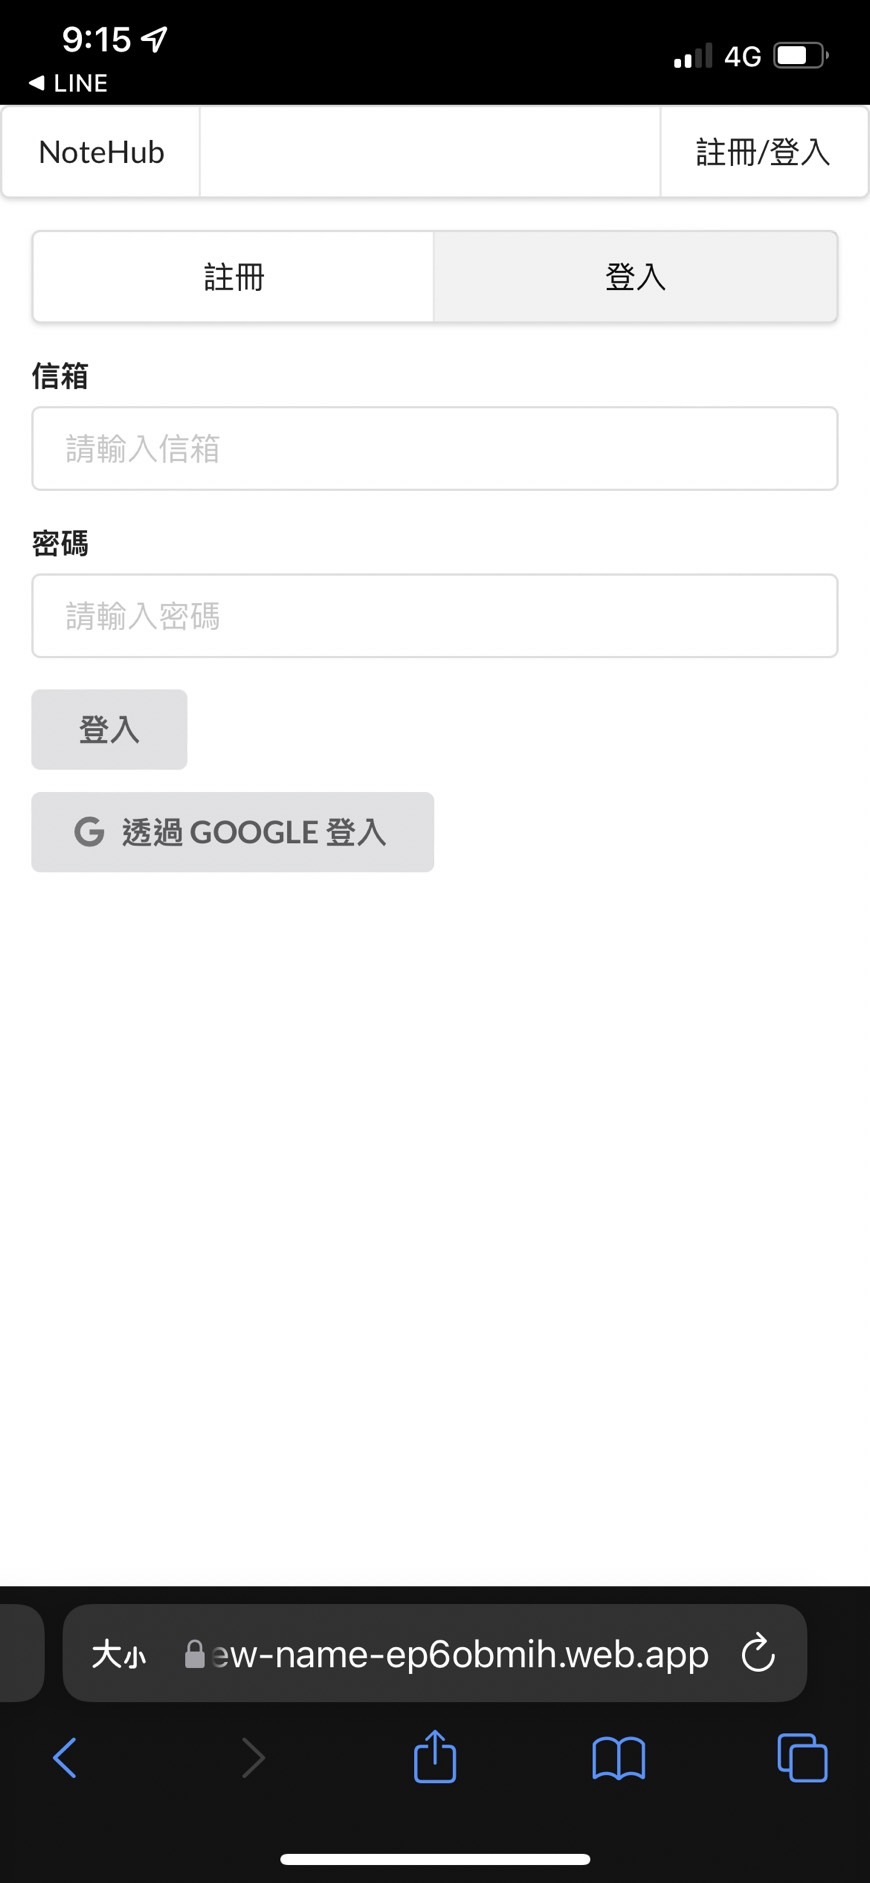 9:15
LINE
4G
NoteHub
註冊/登入
註冊
登入
信箱
請輸入信箱
密碼
請輸入密碼
登入
透過 GOOGLE 登入
大小
ew-name-ep6obmih.web.app